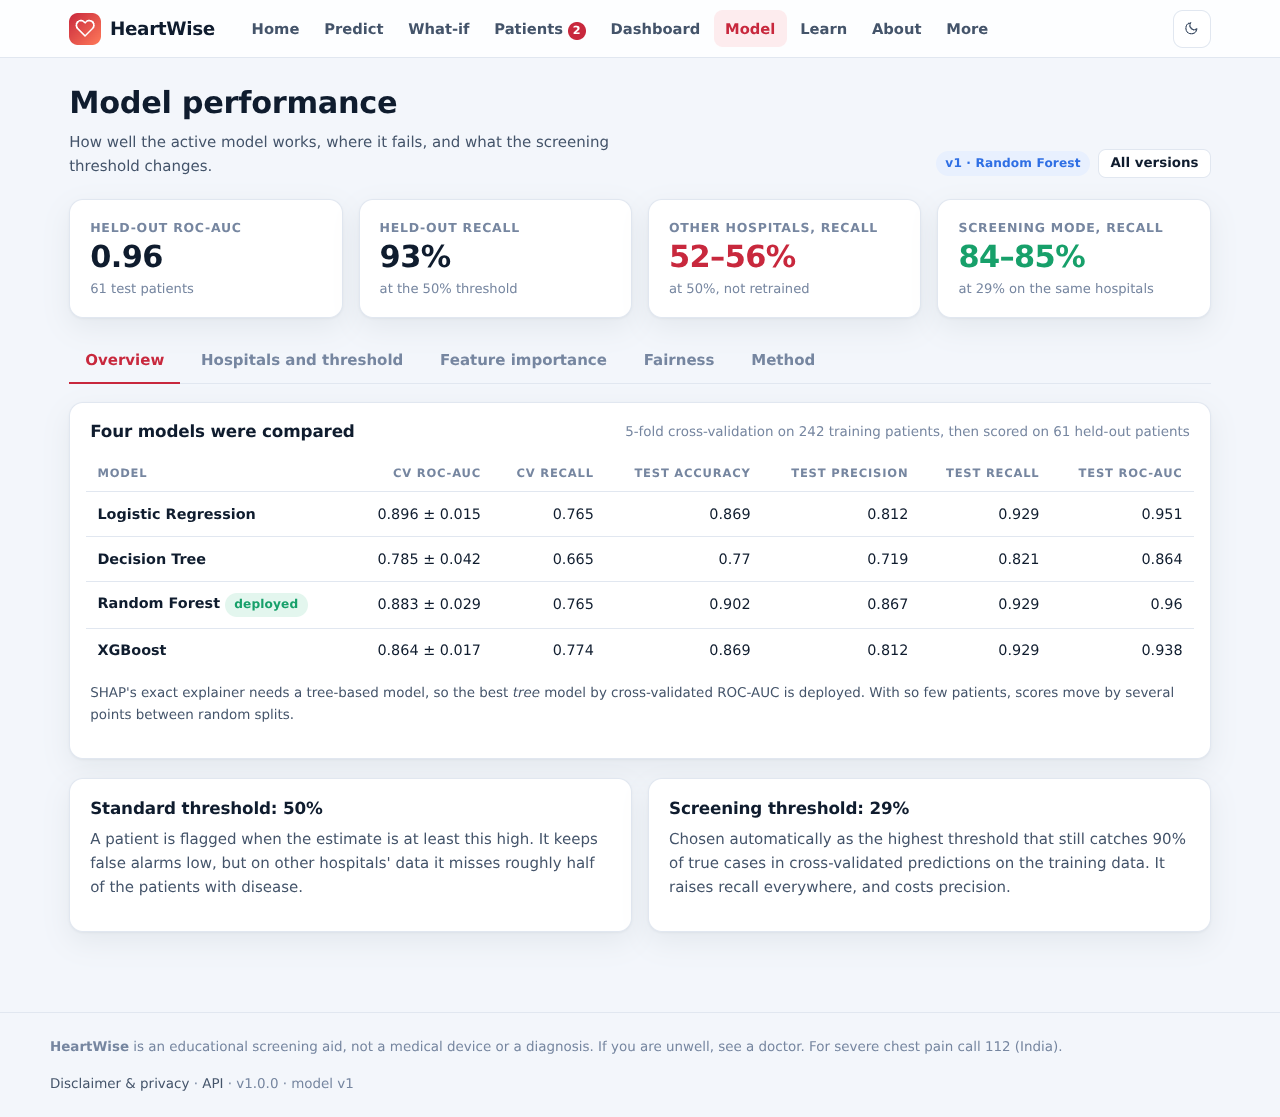 HeartWise Home Predict What-if Patients 2 Dashboard Model Learn About More
Model performance
How well the active model works, where it fails, and what the screening
threshold changes.
v1 · Random Forest All versions
HELD-OUT ROC-AUC
0.96
61 test patients
HELD-OUT RECALL
93%
at the 50% threshold
OTHER HOSPITALS, RECALL
52–56%
at 50%, not retrained
SCREENING MODE, RECALL
84–85%
at 29% on the same hospitals
Overview Hospitals and threshold Feature importance Fairness Method
Four models were compared 5-fold cross-validation on 242 training patients, then scored on 61 held-out patients
MODEL CV ROC-AUC CV RECALL TEST ACCURACY TEST PRECISION TEST RECALL TEST ROC-AUC
Logistic Regression 0.896 ± 0.015 0.765 0.869 0.812 0.929 0.951
Decision Tree 0.785 ± 0.042 0.665 0.77 0.719 0.821 0.864
Random Forest deployed 0.883 ± 0.029 0.765 0.902 0.867 0.929 0.96
XGBoost 0.864 ± 0.017 0.774 0.869 0.812 0.929 0.938
SHAP's exact explainer needs a tree-based model, so the best tree model by cross-validated ROC-AUC is deployed. With so few patients, scores move by several
points between random splits.
Standard threshold: 50%
A patient is flagged when the estimate is at least this high. It keeps
false alarms low, but on other hospitals' data it misses roughly half
of the patients with disease.
Screening threshold: 29%
Chosen automatically as the highest threshold that still catches 90%
of true cases in cross-validated predictions on the training data. It
raises recall everywhere, and costs precision.
HeartWise is an educational screening aid, not a medical device or a diagnosis. If you are unwell, see a doctor. For severe chest pain call 112 (India).
Disclaimer & privacy · API · v1.0.0 · model v1